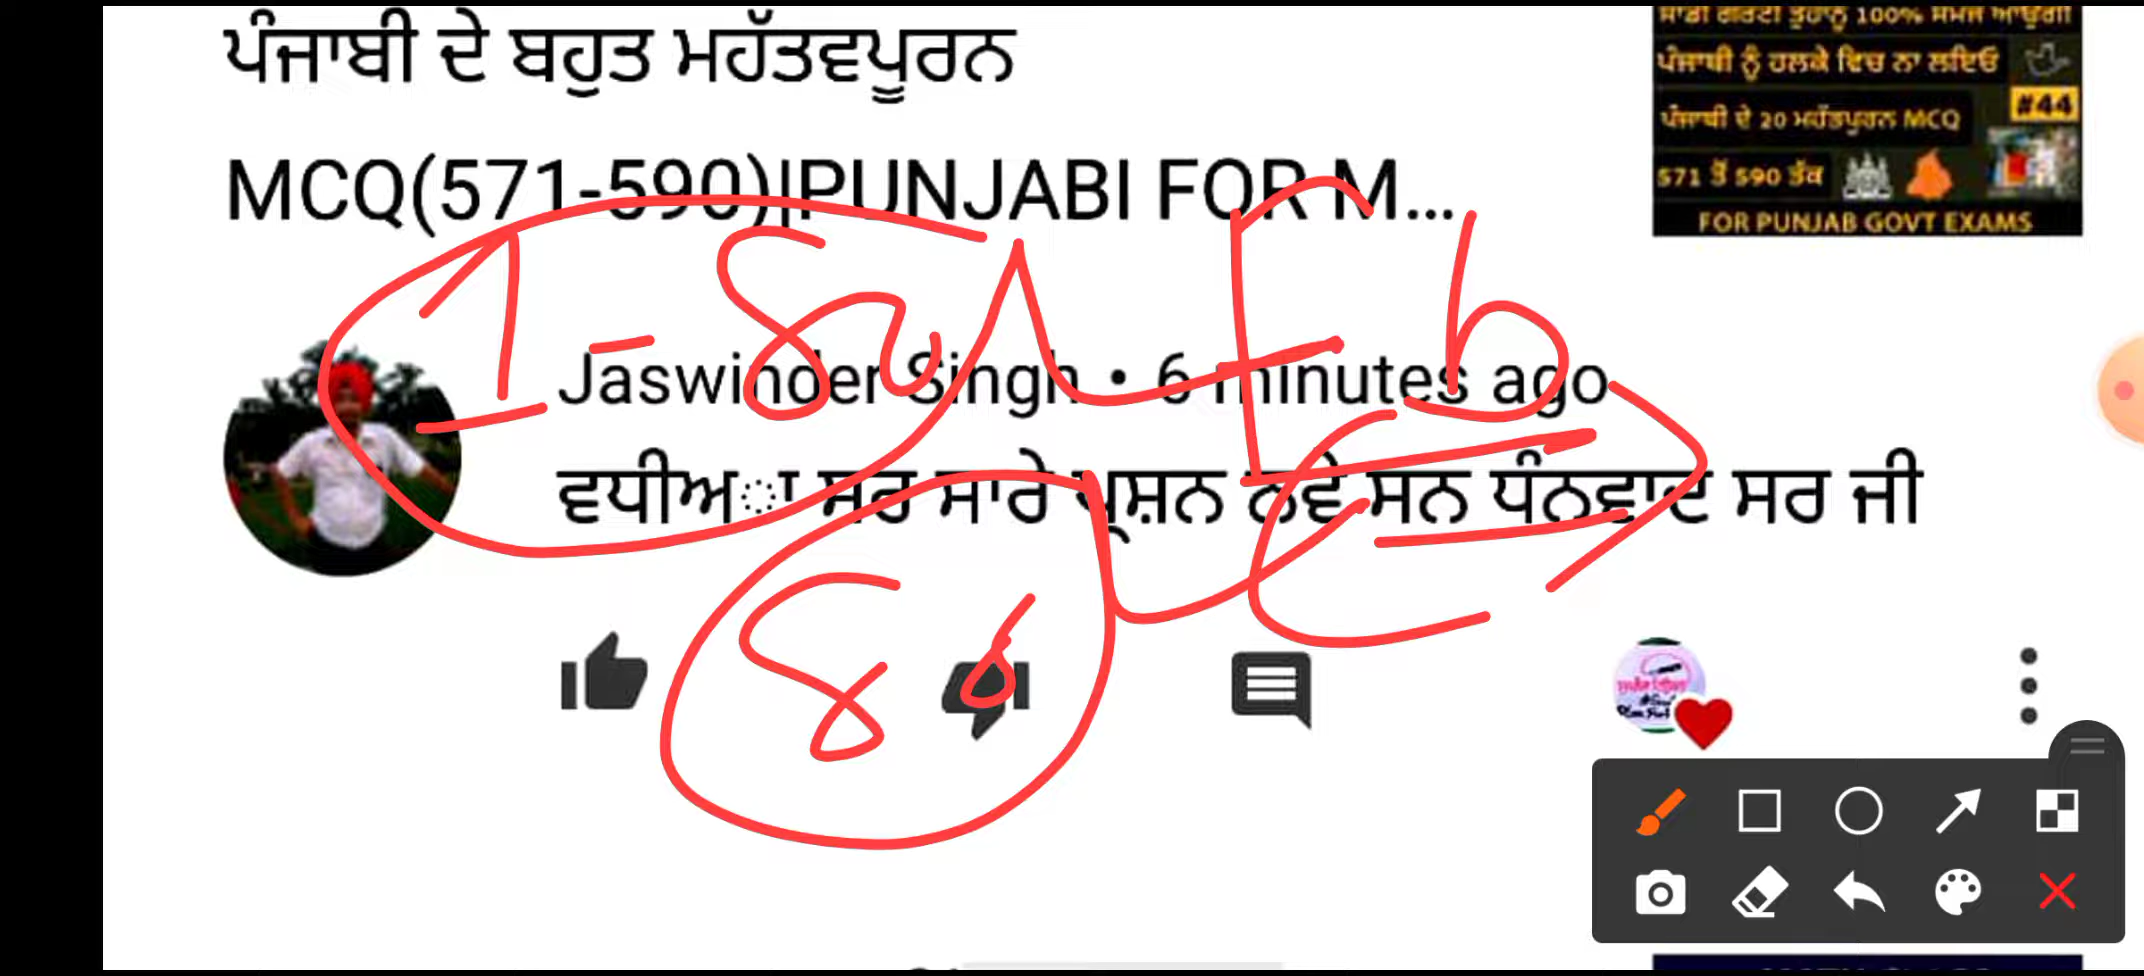 ਪੰਜਾਬੀ ਦੇ ਬਹੁਤ ਮਹੱਤਵਪੂਰਨ
MCQ(571-590)|PUNJABI FOR M...
ਪੰਜਾਬੀ ਨੂੰ ਹਲਕੇ ਵਿਚ ਨਾ ਲਇਓ
#44
ਪੰਜਾਬੀ ਦੇ 20 ਮਹੱਤਵਪੂਰਨ MCQ
571 ਤੋਂ 590 ਤੱਕ
FOR PUNJAB GOVT EXAMS
Jaswinder Singh • 6 minutes ago
ਵਧੀਅਾ ਸਰ ਸਾਰੇ ਪ੍ਰਸ਼ਨ ਨਵੇ ਸਨ ਧੰਨਵਾਦ ਸਰ ਜੀ